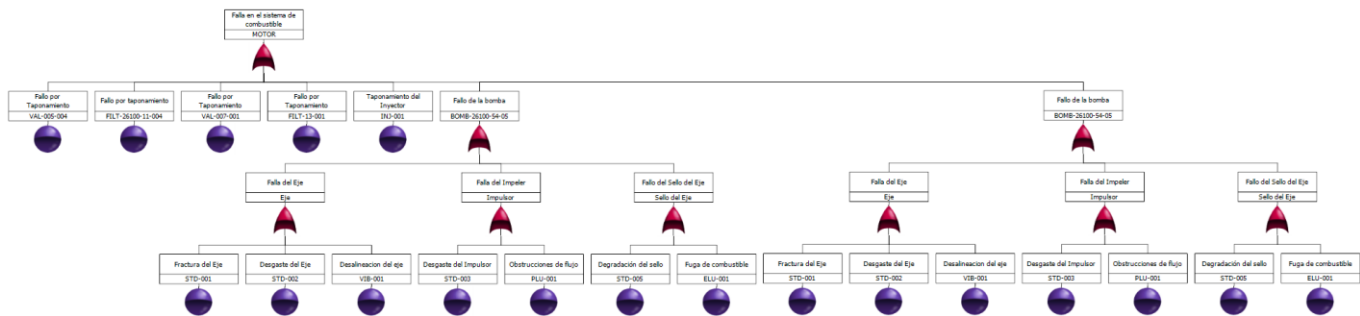 Falla en el sistema de
combustible
MOTOR
Fallo por
Taponamiento
VAL-005-004
Fallo por taponamiento
FILT-26100-11-004
Fallo por
Taponamiento
VAL-007-001
Fallo por
Taponamiento
FILT-13-001
Taponamiento del
Inyector
INJ-001
Fallo de la bomba
BOMB-26100-54-05
Fallo de la bomba
BOMB-26100-54-05
Falla del Eje
Eje
Falla del Impeler
Impulsor
Fallo del Sello del Eje
Sello del Eje
Falla del Eje
Eje
Falla del Impeler
Impulsor
Fallo del Sello del Eje
Sello del Eje
Fractura del Eje
STD-001
Desgaste del Eje
STD-002
Desalineacion del eje
VIB-001
Desgaste del Impulsor
STD-003
Obstrucciones de flujo
PLU-001
Degradación del sello
STD-005
Fuga de combustible
ELU-001
Fractura del Eje
STD-001
Desgaste del Eje
STD-002
Desalineacion del eje
VIB-001
Desgaste del Impulsor
STD-003
Obstrucciones de flujo
PLU-001
Degradación del sello
STD-005
Fuga de combustible
ELU-001